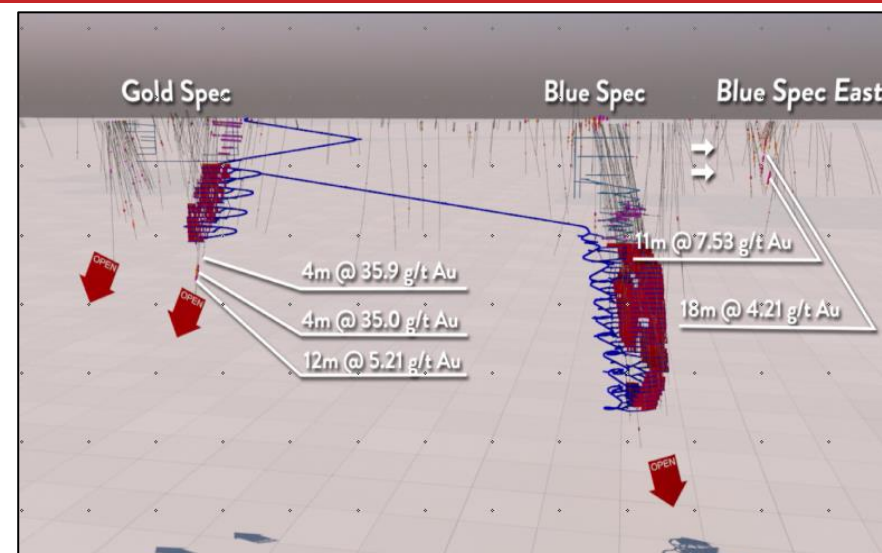 Gold Spec
Blue Spec
Blue Spec East
11m @ 7.53 g/t Au
OPEN
4m @ 35.9 g/t Au
OPEN
4m @ 35.0 g/t Au
18m @ 4.21 g/t Au
12m @ 5.21 g/t Au
OPEN